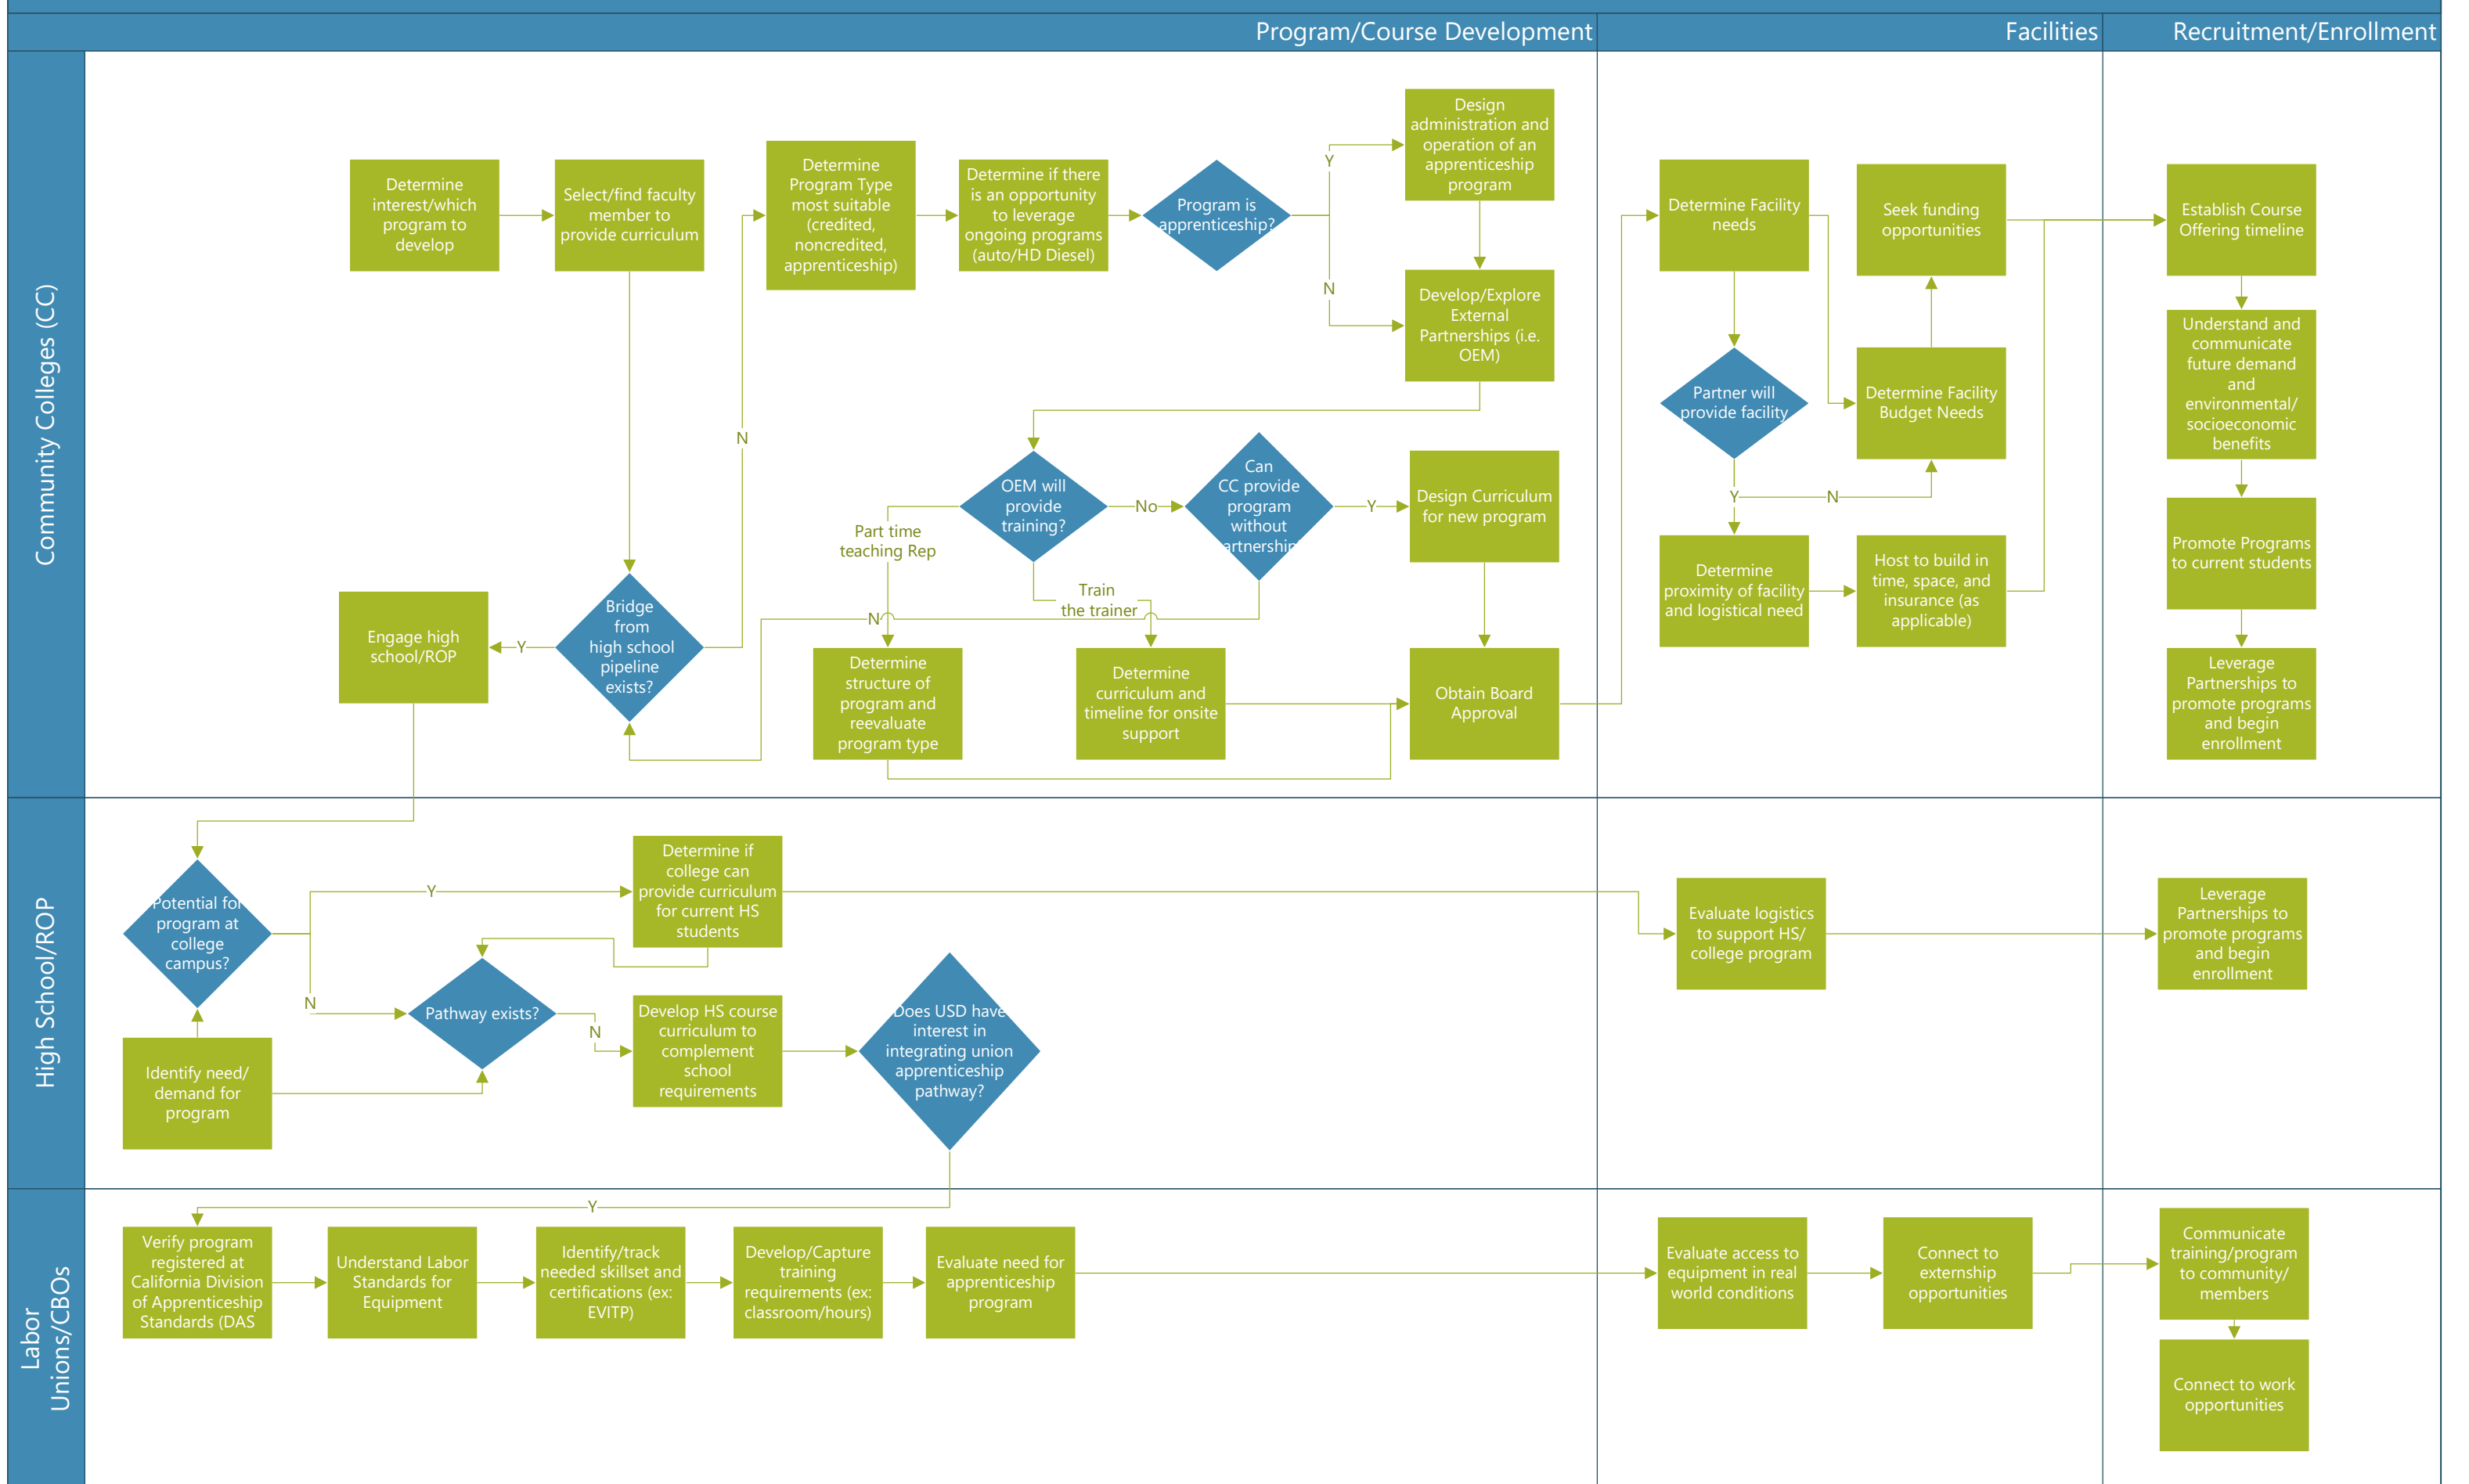 Program/Course Development
Facilities
Recruitment/Enrollment
Community Colleges (CC)
Determine
interest/which
program to
develop
Select/find faculty
member to
provide curriculum
Determine
Program Type
most suitable
(credited,
noncredited,
apprenticeship)
Determine if there
is an opportunity
to leverage
ongoing programs
(auto/HD Diesel)
Program is
apprenticeship?
Y
N
Design
administration and
operation of an
apprenticeship
program
Develop/Explore
External
Partnerships (i.e.
OEM)
N
OEM will
provide
training?
No
Can
CC provide
program
without
artnership
Y
Design Curriculum
for new program
Part time
teaching Rep
Train
the trainer
N
Bridge
from
high school
pipeline
exists?
Y
Engage high
school/ROP
Determine
structure of
program and
reevaluate
program type
Determine
curriculum and
timeline for onsite
support
Obtain Board
Approval
Determine Facility
needs
Seek funding
opportunities
Partner will
provide facility
Determine Facility
Budget Needs
Y
N
Determine
proximity of facility
and logistical need
Host to build in
time, space, and
insurance (as
applicable)
Establish Course
Offering timeline
Understand and
communicate
future demand
and
environmental/
socioeconomic
benefits
Promote Programs
to current students
Leverage
Partnerships to
promote programs
and begin
enrollment
High School/ROP
Potential for
program at
college
campus?
Y
N
Determine if
college can
provide curriculum
for current HS
students
Pathway exists?
N
Develop HS course
curriculum to
complement
school
requirements
Does USD have
interest in
integrating union
apprenticeship
pathway?
Identify need/
demand for
program
Evaluate logistics
to support HS/
college program
Leverage
Partnerships to
promote programs
and begin
enrollment
Labor
Unions/CBOs
Y
Verify program
registered at
California Division
of Apprenticeship
Standards (DAS
Understand Labor
Standards for
Equipment
Identify/track
needed skillset and
certifications (ex:
EVITP)
Develop/Capture
training
requirements (ex:
classroom/hours)
Evaluate need for
apprenticeship
program
Evaluate access to
equipment in real
world conditions
Connect to
externship
opportunities
Communicate
training/program
to community/
members
Connect to work
opportunities